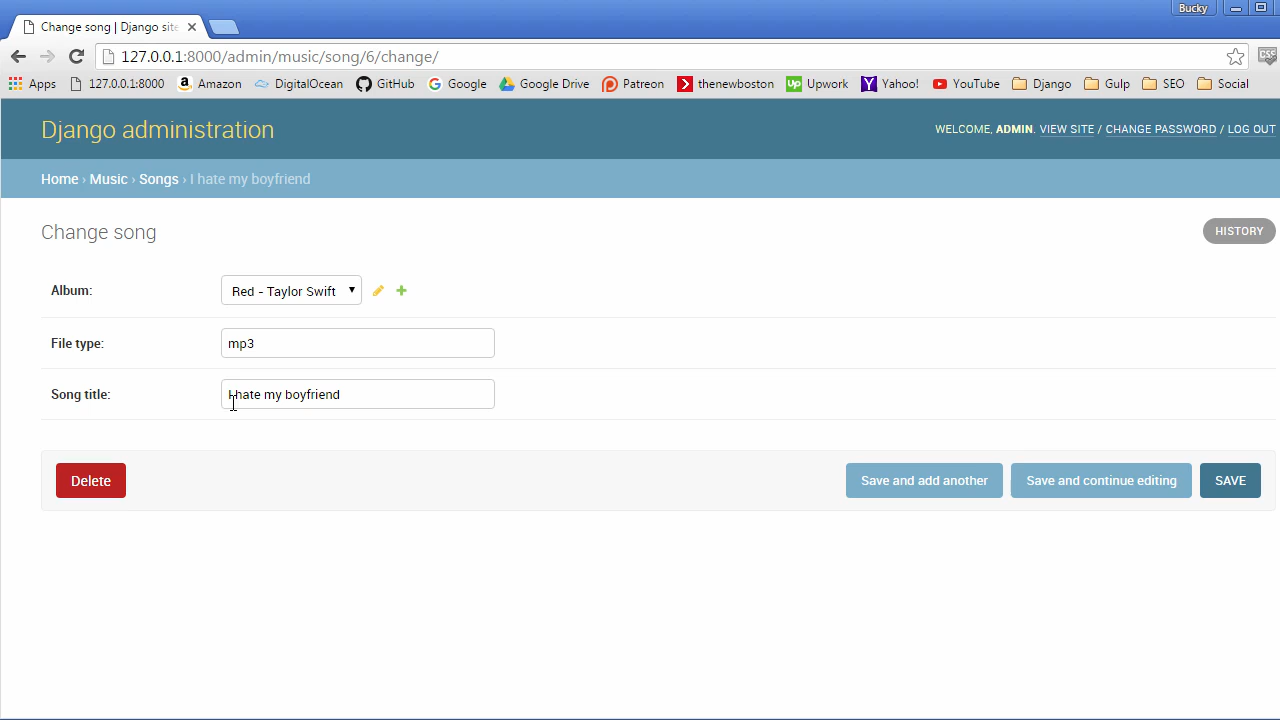 Bucky
Change song | Django site
127.0.0.1:8000/admin/music/song/6/change/
CSS
Apps 127.0.0.1:8000 Amazon DigitalOcean GitHub Google Google Drive Patreon thenewboston Up Upwork Yahoo! YouTube Django Gulp SEO Social
Django administration WELCOME, ADMIN. VIEW SITE / CHANGE PASSWORD / LOG OUT
Home › Music › Songs › I hate my boyfriend
Change song HISTORY
Album: Red - Taylor Swift
File type: mp3
Song title: I hate my boyfriend
Delete Save and add another Save and continue editing SAVE